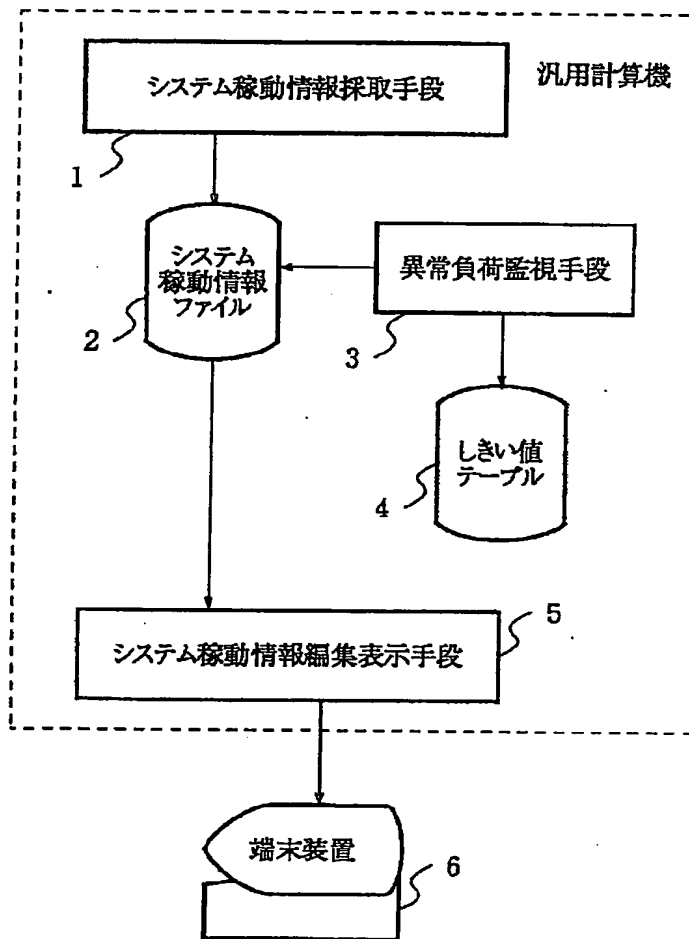 システム稼動情報採取手段
汎用計算機
1
システム
稼動情報
ファイル
2
異常負荷監視手段
3
しきい値
テーブル
4
5
システム稼動情報編集表示手段
端末装置
6